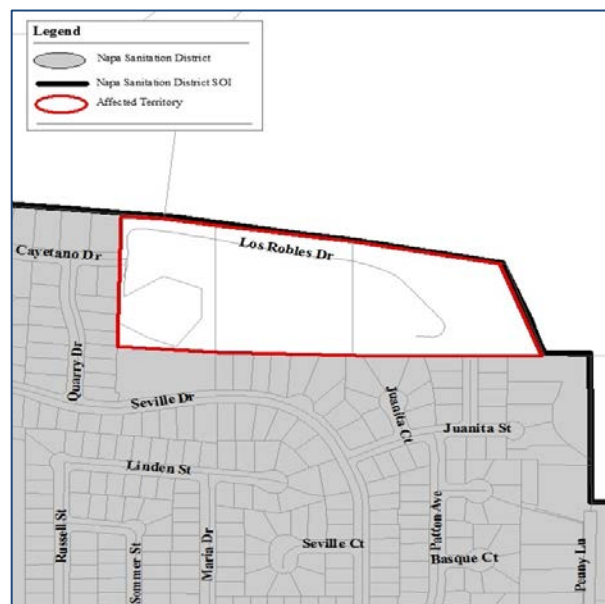 Legend
Napa Sanitation District
Napa Sanitation District SOI
Affected Territory
Los Robles Dr
Cayetano Dr
Quarry Dr
Seville Dr
Juanita Ct
Juanita St
Linden St
Russell St
Sommer St
Maria Dr
Seville Ct
Patton Ave
Basque Ct
Penny Ln